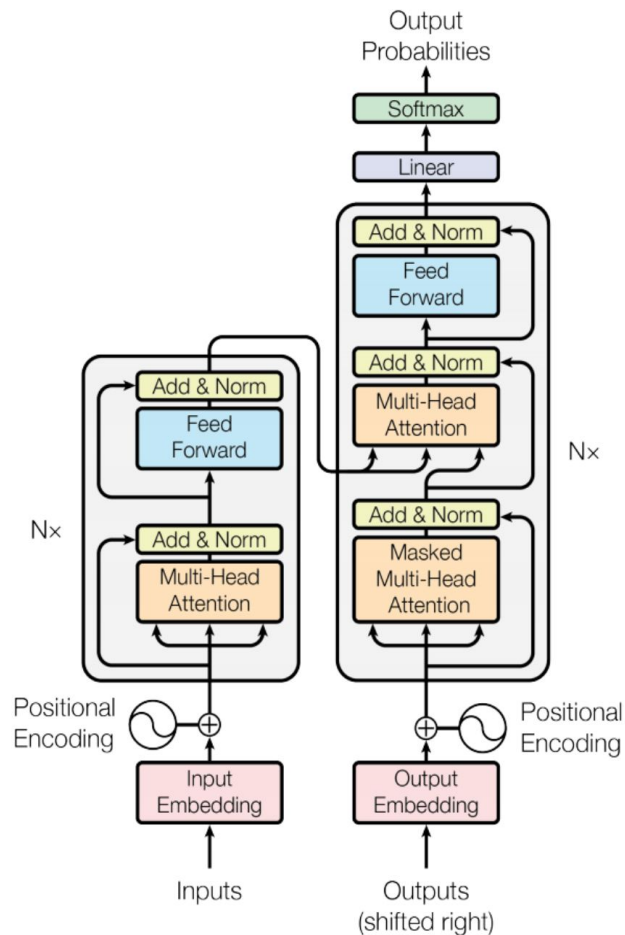 Output
Probabilities
Softmax
Linear
Add & Norm
Feed
Forward
Add & Norm
Multi-Head
Attention
N×
Add & Norm
Masked
Multi-Head
Attention
Add & Norm
Feed
Forward
N×
Add & Norm
Multi-Head
Attention
Positional
Encoding
Positional
Encoding
Input
Embedding
Output
Embedding
Inputs
Outputs
(shifted right)